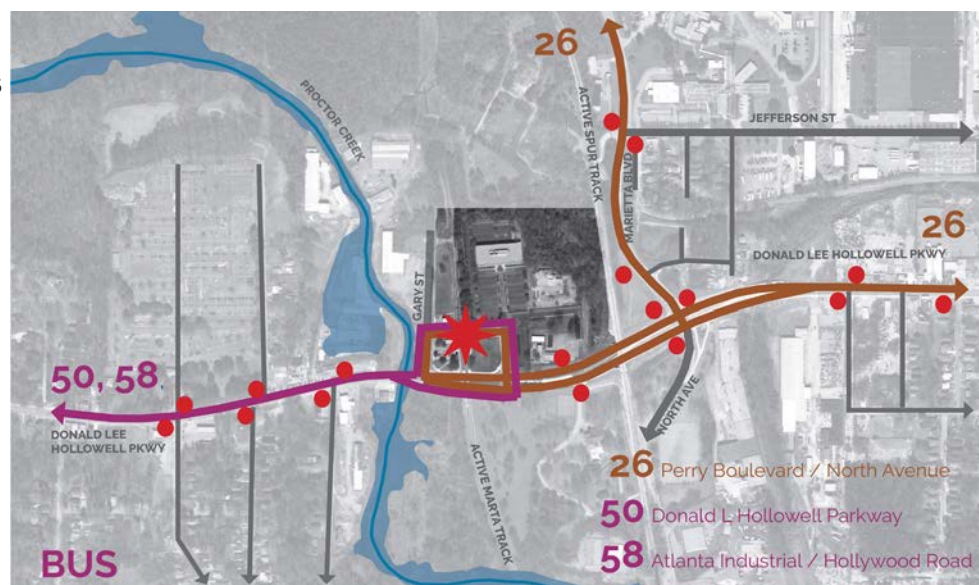 26
PROCTOR CREEK
ACTIVE SPUR TRACK
JEFFERSON ST
MARIETTA BLVD
26
DONALD LEE HOLLOWELL PKWY
GARY ST
50, 58,
DONALD LEE
HOLLOWELL PKWY
NORTH AVE
ACTIVE MARTA TRACK
26 Perry Boulevard / North Avenue
50 Donald L Hollowell Parkway
58 Atlanta Industrial / Hollywood Road
BUS